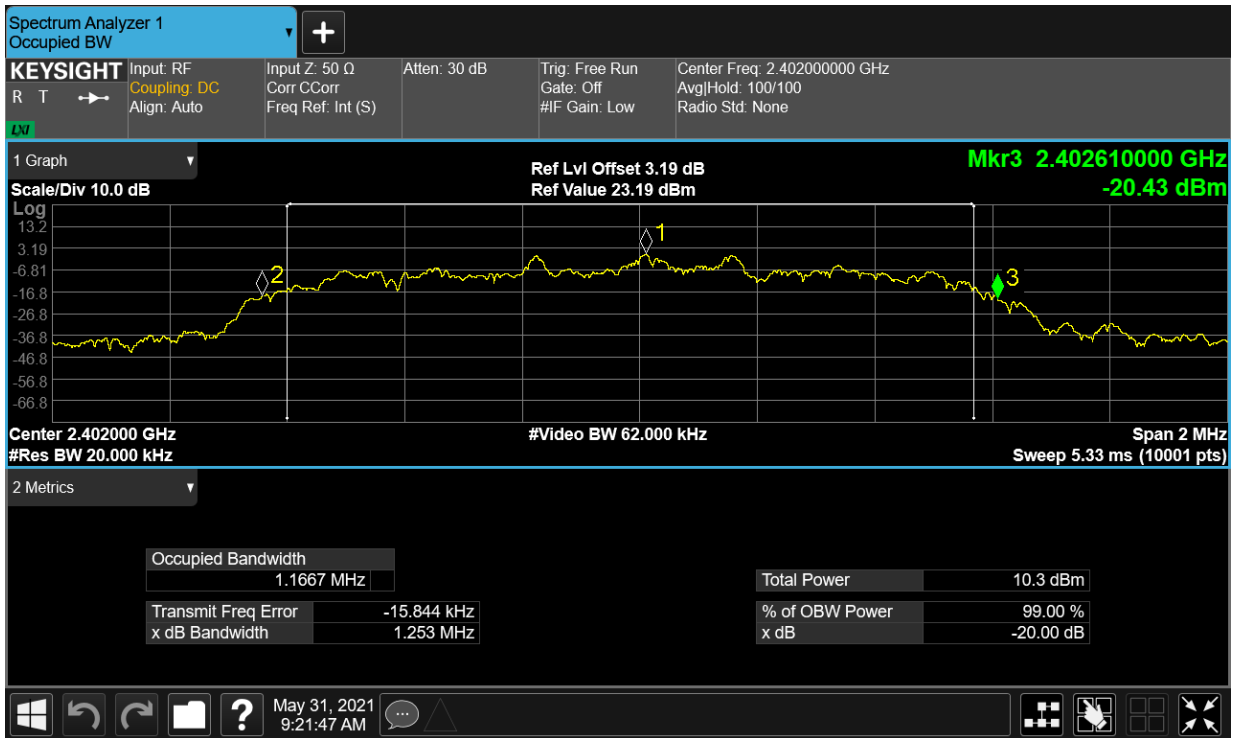 Spectrum Analyzer 1
Occupied BW
▼
+
KEYSIGHT
R T
LXI
Input: RF
Coupling: DC
Align: Auto
Input Z: 50 Ω
Corr CCorr
Freq Ref: Int (S)
Atten: 30 dB
Trig: Free Run
Gate: Off
#IF Gain: Low
Center Freq: 2.402000000 GHz
Avg|Hold: 100/100
Radio Std: None
1 Graph
▼
Ref Lvl Offset 3.19 dB
Mkr3 2.402610000 GHz
Scale/Div 10.0 dB
Ref Value 23.19 dBm
-20.43 dBm
Log
13.2
3.19
-6.81
-16.8
-26.8
-36.8
-46.8
-56.8
-66.8
1
2
3
Center 2.402000 GHz
#Video BW 62.000 kHz
Span 2 MHz
#Res BW 20.000 kHz
Sweep 5.33 ms (10001 pts)
2 Metrics
▼
Occupied Bandwidth
1.1667 MHz
Total Power 10.3 dBm
Transmit Freq Error -15.844 kHz
% of OBW Power 99.00 %
x dB Bandwidth 1.253 MHz
x dB -20.00 dB
?
May 31, 2021
9:21:47 AM